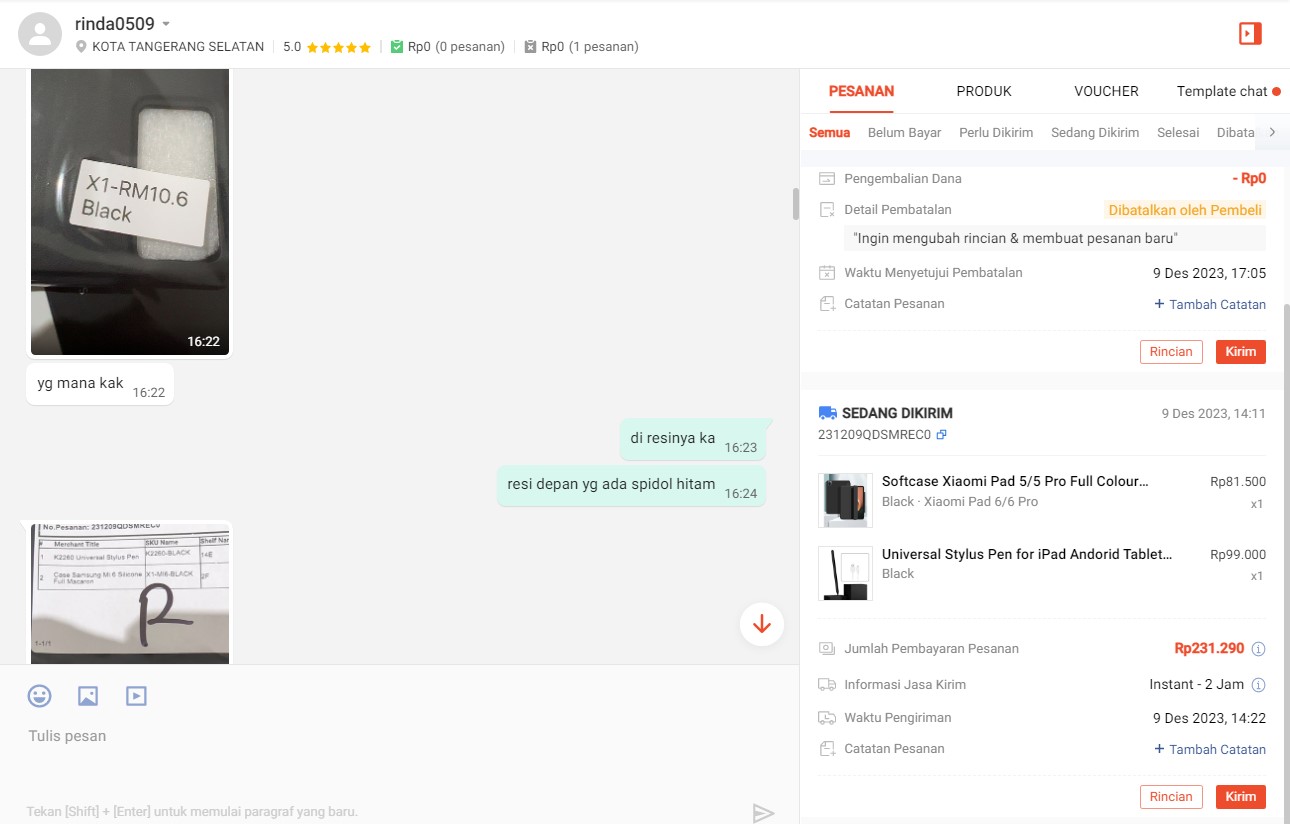 rinda0509
KOTA TANGERANG SELATAN
5.0
Rp0 (0 pesanan)
Rp0 (1 pesanan)
X1-RM10.6
Black
16:22
yg mana kak 16:22
di resinya ka 16:23
resi depan yg ada spidol hitam 16:24
No.Pesanan: 231209QDSMREC0
# Merchant Title SKU Name Shelf Nar
1 K2260 Universal Stylus Pen K2260-BLACK 14E
2 Case Samsung Mi 6 Silicone X1-MI6-BLACK 2F
Full Macaron
R
1-1/1
Tulis pesan
Tekan [Shift] + [Enter] untuk memulai paragraf yang baru.
PESANAN PRODUK VOUCHER Template chat
Semua Belum Bayar Perlu Dikirim Sedang Dikirim Selesai Dibata
Pengembalian Dana - Rp0
Detail Pembatalan Dibatalkan oleh Pembeli
"Ingin mengubah rincian & membuat pesanan baru"
Waktu Menyetujui Pembatalan 9 Des 2023, 17:05
Catatan Pesanan + Tambah Catatan
Rincian Kirim
SEDANG DIKIRIM 9 Des 2023, 14:11
231209QDSMREC0
Softcase Xiaomi Pad 5/5 Pro Full Colour... Rp81.500
Black · Xiaomi Pad 6/6 Pro x1
Universal Stylus Pen for iPad Andorid Tablet... Rp99.000
Black x1
Jumlah Pembayaran Pesanan Rp231.290
Informasi Jasa Kirim Instant - 2 Jam
Waktu Pengiriman 9 Des 2023, 14:22
Catatan Pesanan + Tambah Catatan
Rincian Kirim